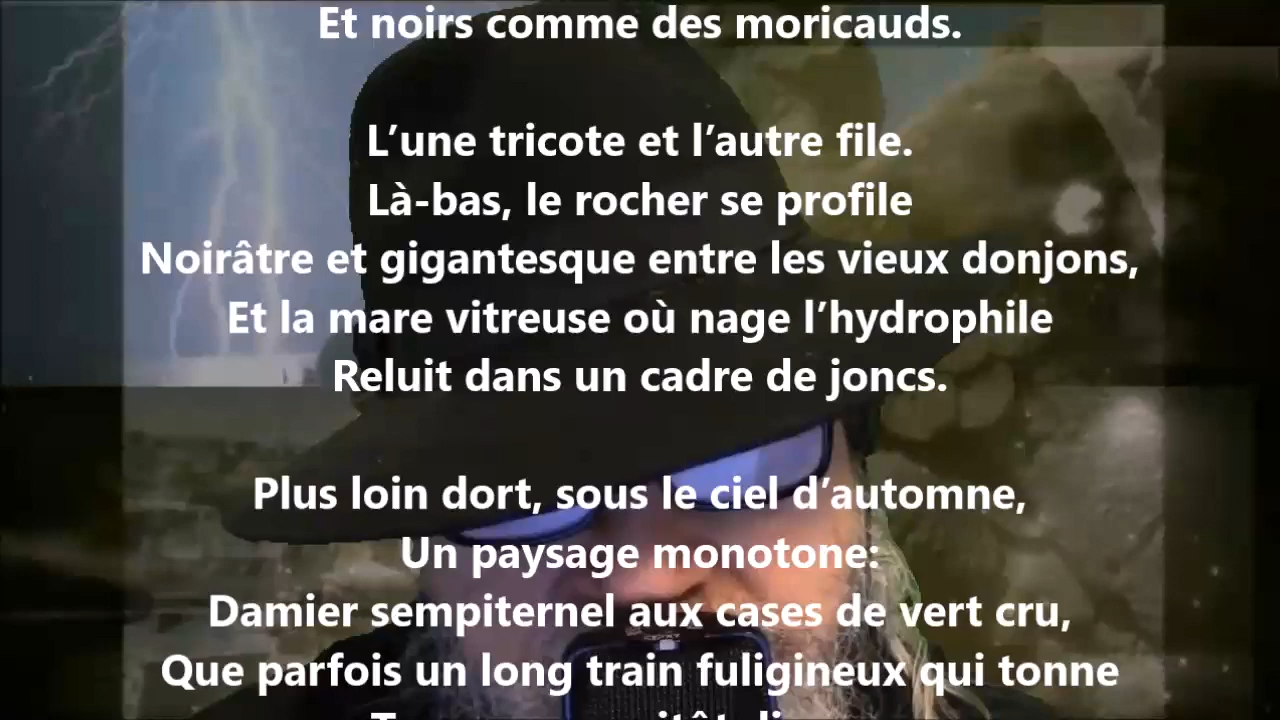 Et noirs comme des moricauds.
L’une tricote et l’autre file.
Là-bas, le rocher se profile
Noirâtre et gigantesque entre les vieux donjons,
Et la mare vitreuse où nage l’hydrophile
Reluit dans un cadre de joncs.
Plus loin dort, sous le ciel d’automne,
Un paysage monotone:
Damier sempiternel aux cases de vert cru,
Que parfois un long train fuligineux qui tonne